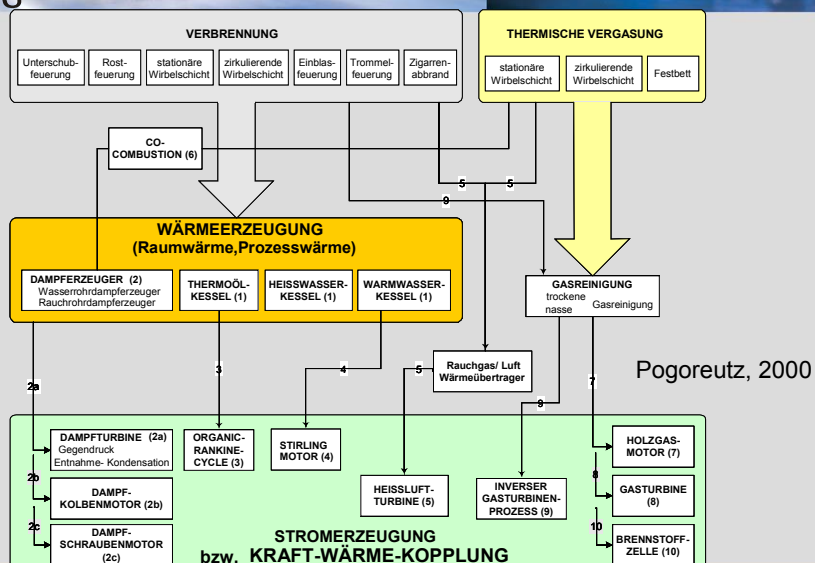 VERBRENNUNG
Unterschub-
feuerung
Rost-
feuerung
stationäre
Wirbelschicht
zirkulierende
Wirbelschicht
Einblas-
feuerung
Trommel-
feuerung
Zigarren-
abbrand
THERMISCHE VERGASUNG
stationäre
Wirbelschicht
zirkulierende
Wirbelschicht
Festbett
CO-
COMBUSTION (6)
5
5
9
WÄRMEERZEUGUNG
(Raumwärme,Prozesswärme)
DAMPFERZEUGER (2)
Wasserrohrdampferzeuger
Rauchrohrdampferzeuger
THERMOÖL-
KESSEL (1)
HEISSWASSER-
KESSEL (1)
WARMWASSER-
KESSEL (1)
GASREINIGUNG
trockene
nasse
Gasreinigung
Rauchgas/ Luft
Wärmeübertrager
Pogoreutz, 2000
2a
3
4
5
7
9
DAMPFTURBINE (2a)
Gegendruck
Entnahme- Kondensation
ORGANIC-
RANKINE-
CYCLE (3)
STIRLING
MOTOR (4)
HOLZGAS-
MOTOR (7)
2b
8
DAMPF-
KOLBENMOTOR (2b)
HEISSLUFT-
TURBINE (5)
INVERSER
GASTURBINEN-
PROZESS (9)
GASTURBINE
(8)
2c
10
DAMPF-
SCHRAUBENMOTOR
(2c)
STROMERZEUGUNG
bzw. KRAFT-WÄRME-KOPPLUNG
BRENNSTOFF-
ZELLE (10)